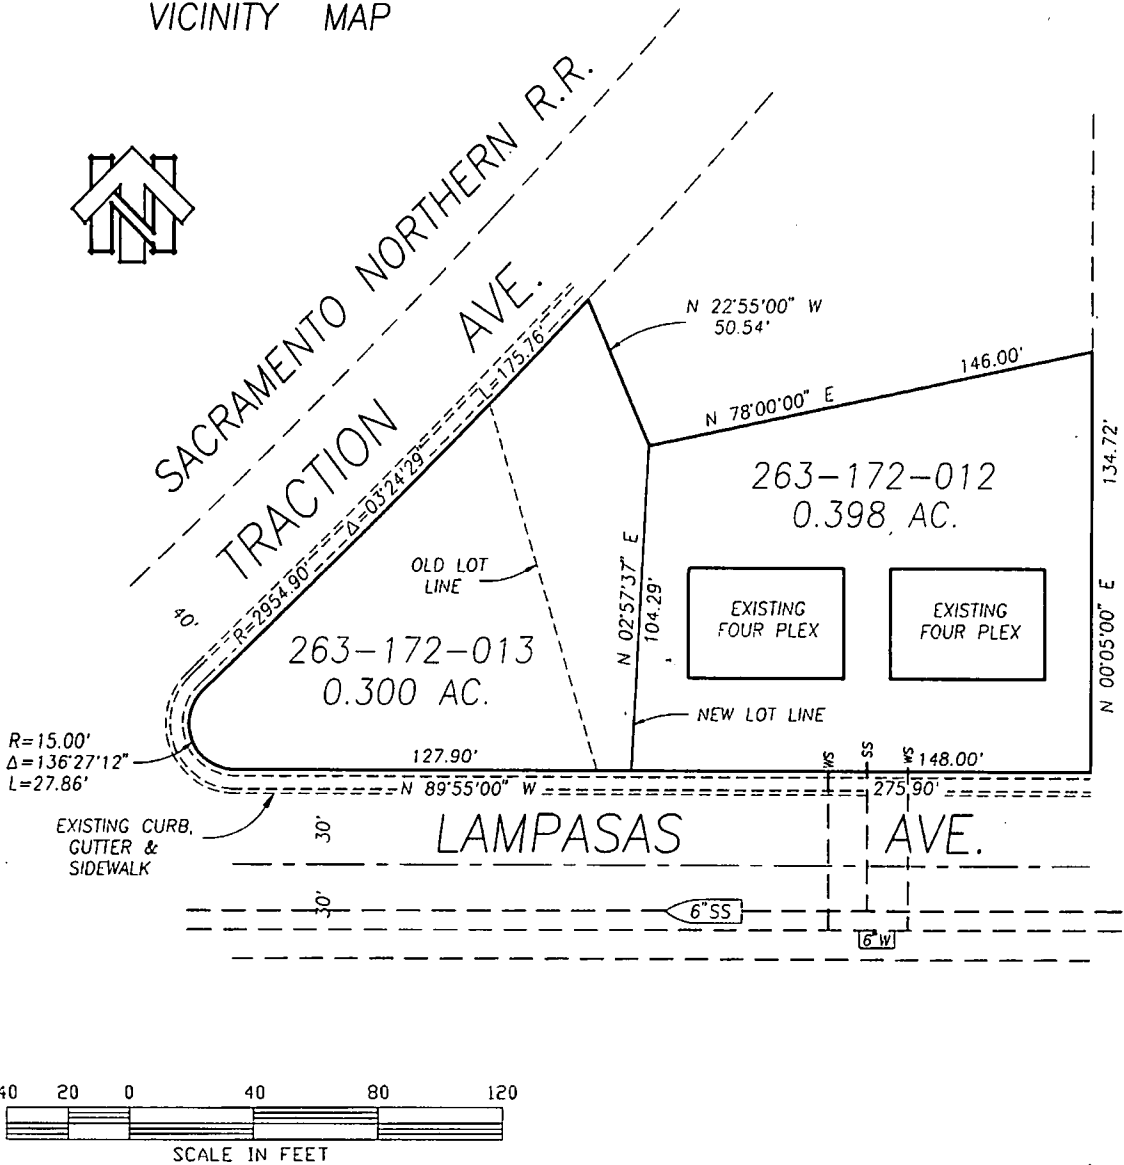 VICINITY MAP
SACRAMENTO NORTHERN R.R.
TRACTION AVE.
N
N 22°55'00" W
50.54'
L=175.76'
Δ=03°24'29"
R=2954.90'
40'
146.00'
N 78°00'00" E
134.72'
N 00°05'00" E
263-172-012
0.398 AC.
OLD LOT
LINE
N 02°57'37" E
104.29'
EXISTING
FOUR PLEX
EXISTING
FOUR PLEX
263-172-013
0.300 AC.
NEW LOT LINE
R=15.00'
Δ=136°27'12"
L=27.86'
127.90'
WS
SS
WS
148.00'
N 89°55'00" W
275.90'
EXISTING CURB,
GUTTER &
SIDEWALK
30'
LAMPASAS AVE.
30'
6"SS
6"W
40 20 0 40 80 120
SCALE IN FEET